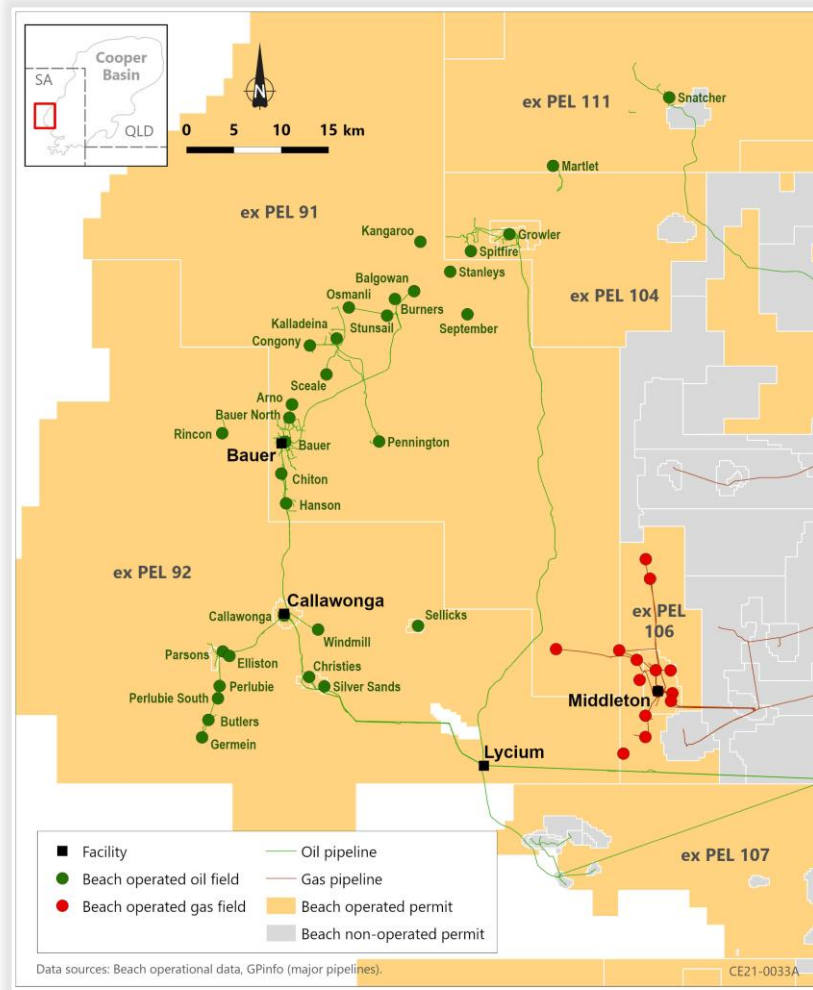 Cooper
Basin
SA
QLD
N
0 5 10 15 km
ex PEL 111
Snatcher
Martlet
ex PEL 91
Kangaroo
Growler
Spitfire
Stanleys
Balgowan
ex PEL 104
Osmanli
Burners
September
Kalladeina
Stunsail
Congony
Sceale
Arno
Bauer North
Rincon
Bauer
Pennington
Bauer
Chiton
Hanson
ex PEL 92
Callawonga
Callawonga
Sellicks
ex PEL
106
Windmill
Parsons
Elliston
Christies
Perlubie
Silver Sands
Middleton
Perlubie South
Butlers
Germein
Lycium
ex PEL 107
Facility
Beach operated oil field
Beach operated gas field
Oil pipeline
Gas pipeline
Beach operated permit
Beach non-operated permit
Data sources: Beach operational data, GPinfo (major pipelines).
CE21-0033A